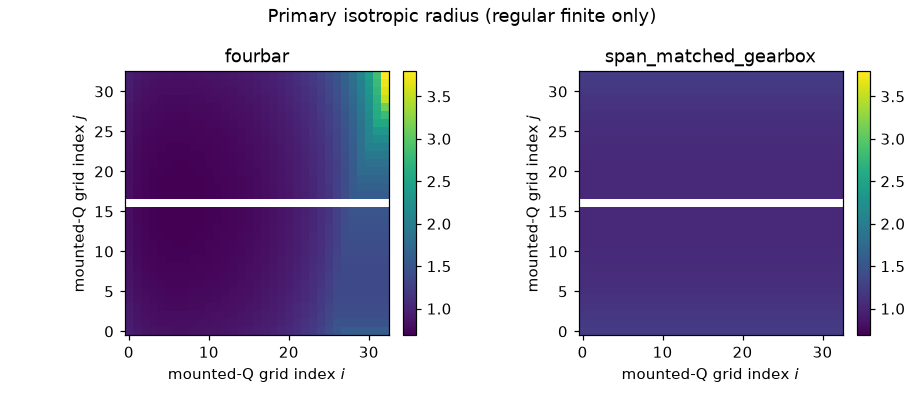 Primary isotropic radius (regular finite only)
fourbar
mounted-Q grid index j
30
25
20
15
10
5
0
0 10 20 30
mounted-Q grid index i
3.5
3.0
2.5
2.0
1.5
1.0
span_matched_gearbox
mounted-Q grid index j
30
25
20
15
10
5
0
0 10 20 30
mounted-Q grid index i
3.5
3.0
2.5
2.0
1.5
1.0